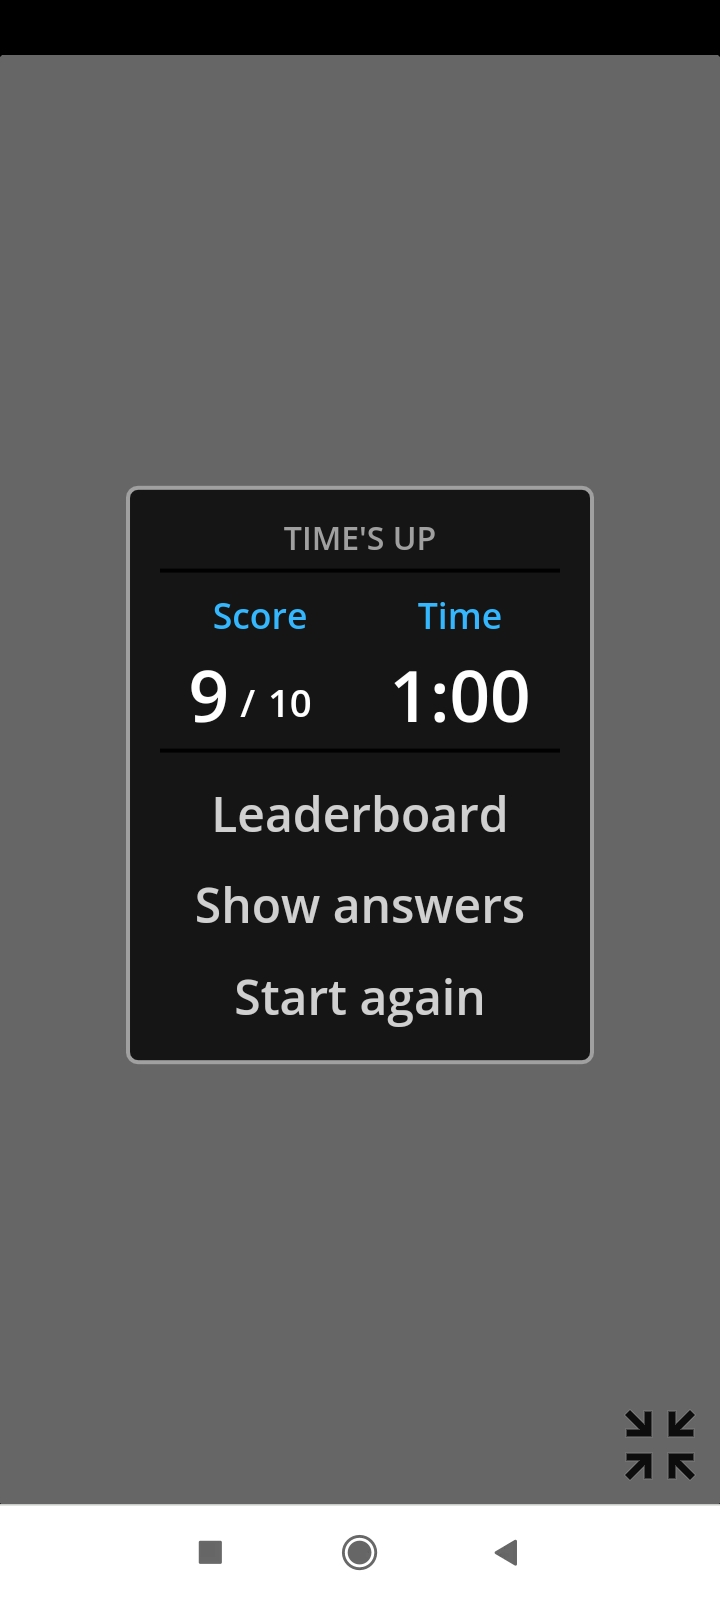 TIME'S UP
Score Time
9 / 10 1:00
Leaderboard
Show answers
Start again